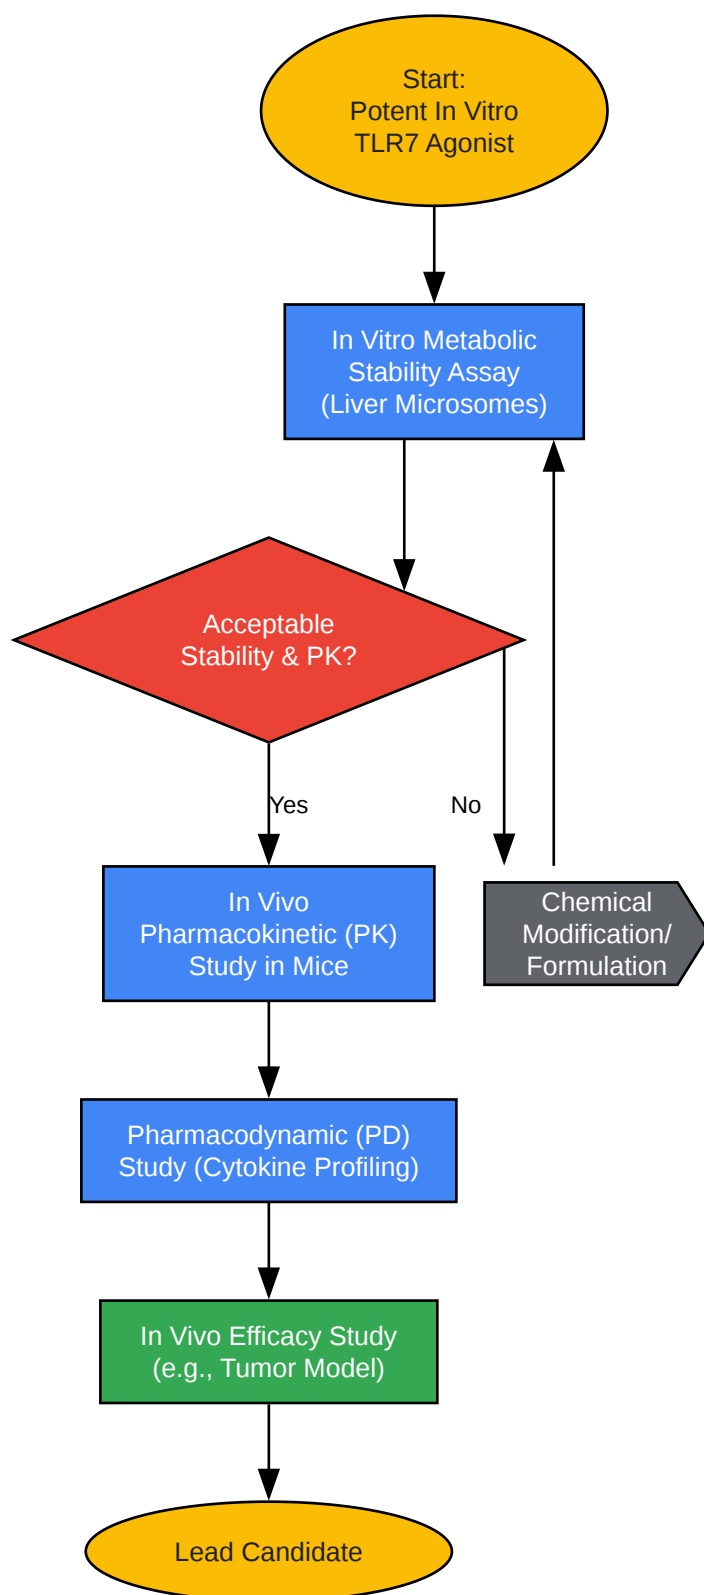 Start:
Potent In Vitro
TLR7 Agonist
In Vitro Metabolic
Stability Assay
(Liver Microsomes)
Acceptable
Stability & PK?
Yes
No
In Vivo
Pharmacokinetic (PK)
Study in Mice
Chemical
Modification/
Formulation
Pharmacodynamic (PD)
Study (Cytokine Profiling)
In Vivo Efficacy Study
(e.g., Tumor Model)
Lead Candidate